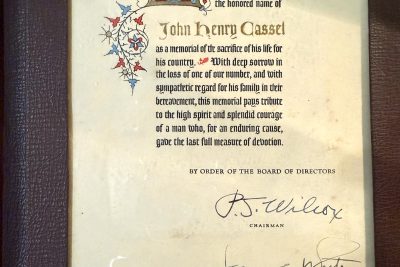 the honored name of
John Henry Cassel
as a memorial of the sacrifice of his life for
his country. With deep sorrow in
the loss of one of our number, and with
sympathetic regard for his family in their
bereavement, this memorial pays tribute
to the high spirit and splendid courage
of a man who, for an enduring cause,
gave the last full measure of devotion.
BY ORDER OF THE BOARD OF DIRECTORS
P. J. Wilcox
CHAIRMAN